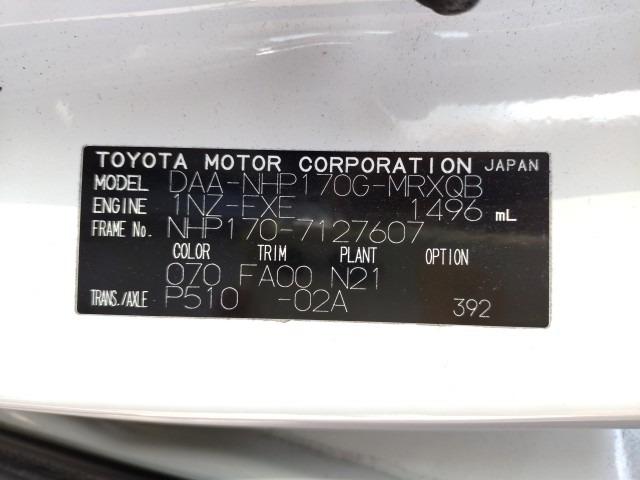 TOYOTA MOTOR CORPORATION JAPAN
MODEL DAA-NHP170G-MRXQB
ENGINE 1NZ-FXE 1496 mL
FRAME No. NHP170-7127607
COLOR TRIM PLANT OPTION
070 FA00 N21
TRANS./AXLE P510 -02A 392